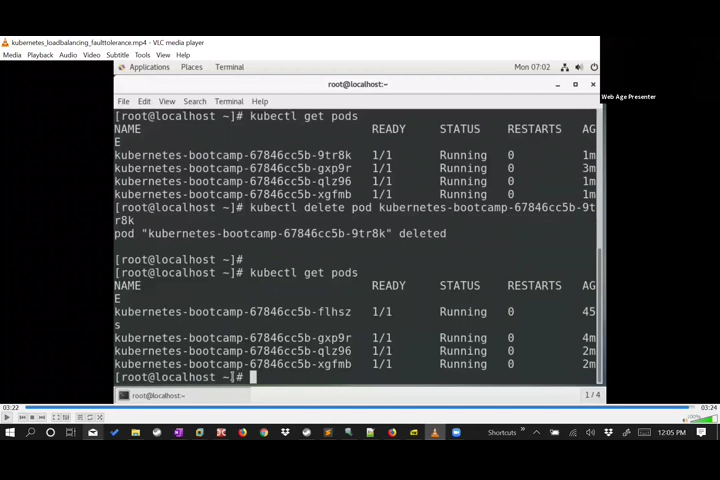 kubernetes_loadbalancing_faulttolerance.mp4 - VLC media player
Media Playback Audio Video Subtitle Tools View Help
Applications Places Terminal Mon 07:02
root@localhost:~
Web Age Presenter
File Edit View Search Terminal Help
[root@localhost ~]# kubectl get pods
NAME READY STATUS RESTARTS AG
E
kubernetes-bootcamp-67846cc5b-9tr8k 1/1 Running 0 1m
kubernetes-bootcamp-67846cc5b-gxp9r 1/1 Running 0 3m
kubernetes-bootcamp-67846cc5b-qlz96 1/1 Running 0 1m
kubernetes-bootcamp-67846cc5b-xgfmb 1/1 Running 0 1m
[root@localhost ~]# kubectl delete pod kubernetes-bootcamp-67846cc5b-9t
r8k
pod "kubernetes-bootcamp-67846cc5b-9tr8k" deleted
[root@localhost ~]#
[root@localhost ~]# kubectl get pods
NAME READY STATUS RESTARTS AG
E
kubernetes-bootcamp-67846cc5b-flhsz 1/1 Running 0 45
s
kubernetes-bootcamp-67846cc5b-gxp9r 1/1 Running 0 4m
kubernetes-bootcamp-67846cc5b-qlz96 1/1 Running 0 2m
kubernetes-bootcamp-67846cc5b-xgfmb 1/1 Running 0 2m
[root@localhost ~]#
root@localhost:~ 1 / 4
03:22 03:24
100%
Shortcuts 12:05 PM